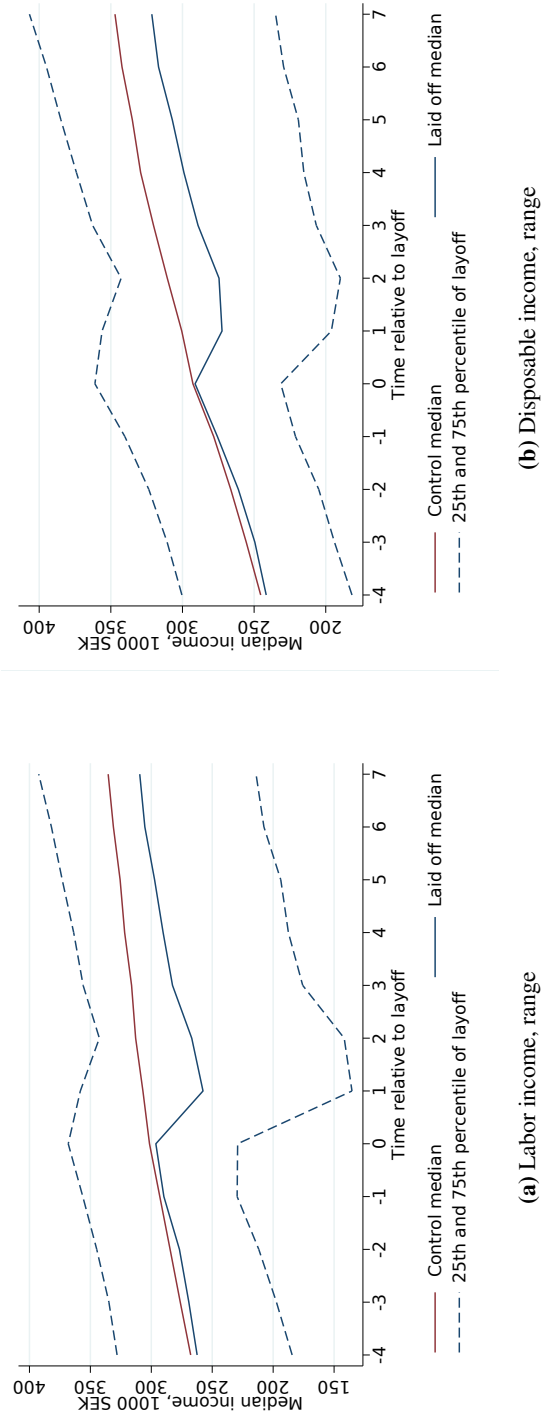 Median income, 1000 SEK
400
350
300
250
200
150
-4 -3 -2 -1 0 1 2 3 4 5 6 7
Time relative to layoff
Control median
Laid off median
25th and 75th percentile of layoff
(a) Labor income, range
Median income, 1000 SEK
400
350
300
250
200
-4 -3 -2 -1 0 1 2 3 4 5 6 7
Time relative to layoff
Control median
Laid off median
25th and 75th percentile of layoff
(b) Disposable income, range